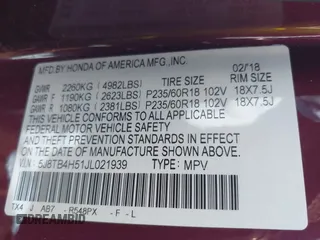 MFD.BY HONDA OF AMERICA MFG.,INC. 02/18
GVWR 2260KG (4982LBS) TIRE SIZE RIM SIZE
GAWR F 1190KG (2623LBS) P235/60R18 102V 18X7.5J
GAWR R 1080KG (2381LBS) P235/60R18 102V 18X7.5J
THIS VEHICLE CONFORMS TO ALL APPLICABLE
FEDERAL MOTOR VEHICLE SAFETY, BUMPER,
AND THEFT PREVENTION STANDARDS IN EFFECT
ON THE DATE OF MANUFACTURE SHOWN ABOVE.
VIN: 5J8TB4H51JL021939 TYPE: MPV
TX4 J AB7 R548PX - F - L
DREAMBID